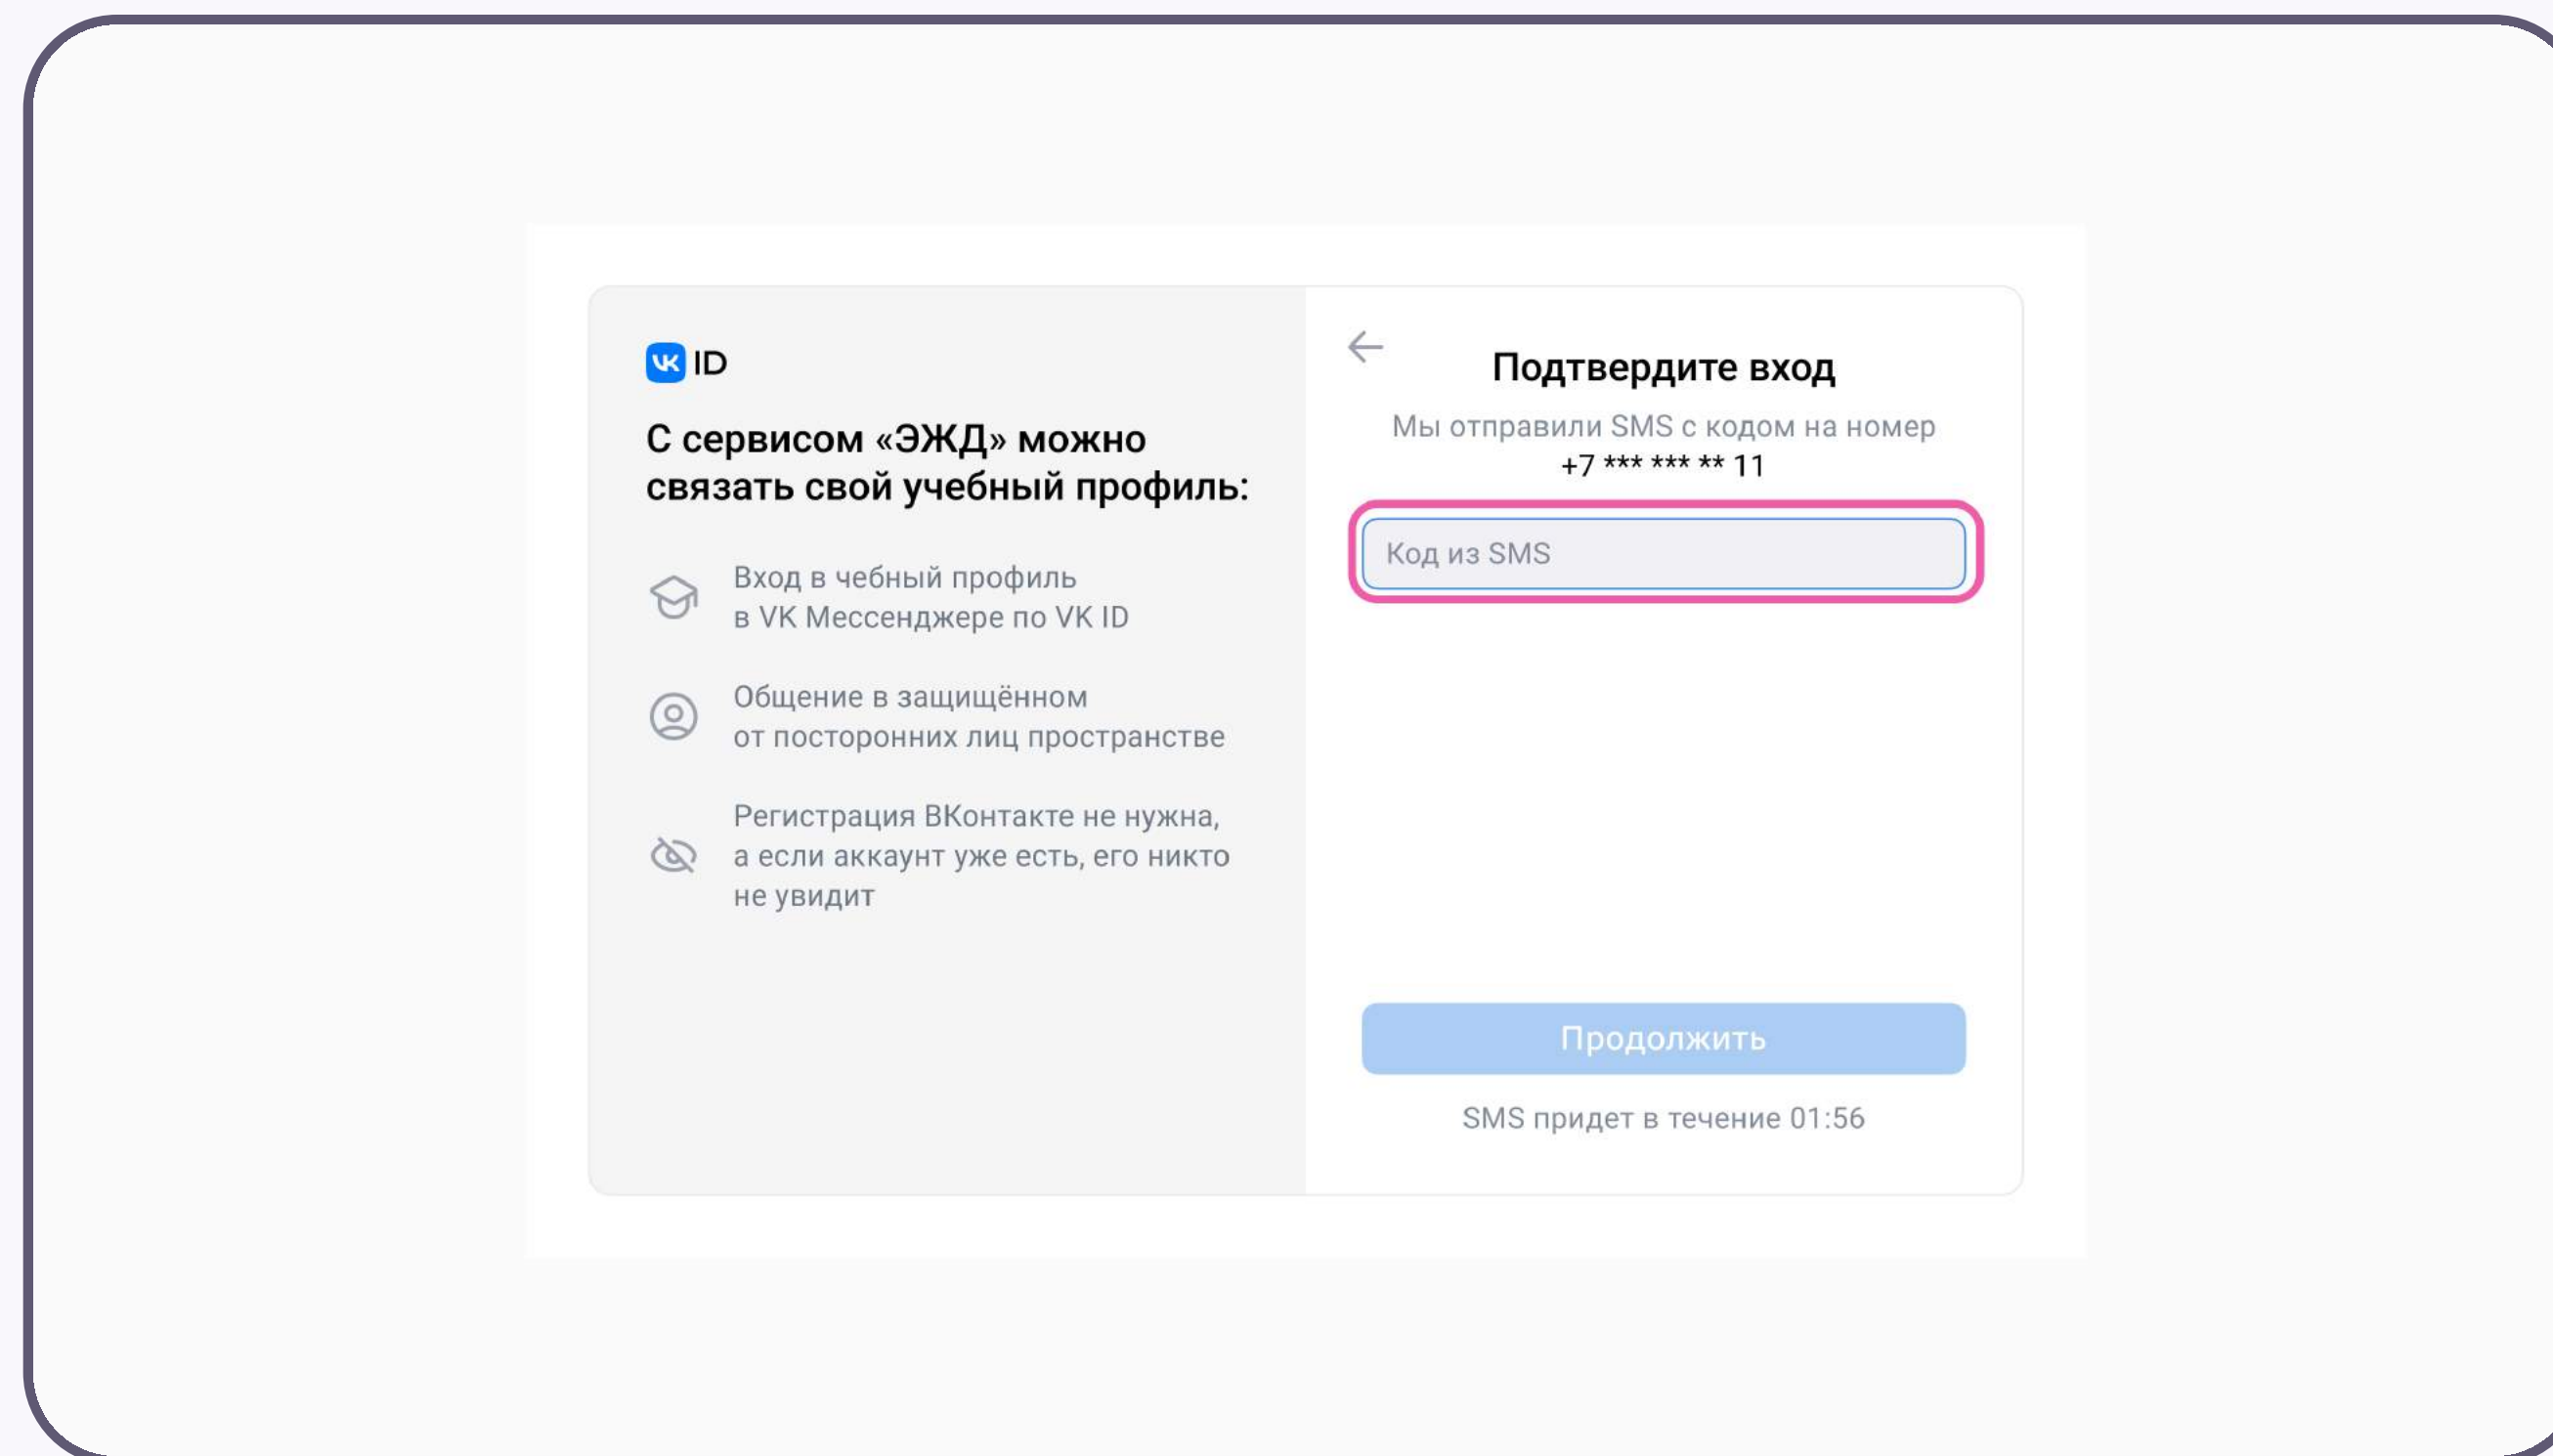 VK ID
С сервисом «ЭЖД» можно
связать свой учебный профиль:
Вход в чебный профиль
в VK Мессенджере по VK ID
Общение в защищённом
от посторонних лиц пространстве
Регистрация ВКонтакте не нужна,
а если аккаунт уже есть, его никто
не увидит
Подтвердите вход
Мы отправили SMS с кодом на номер
+7 *** *** ** 11
Код из SMS
Продолжить
SMS придет в течение 01:56